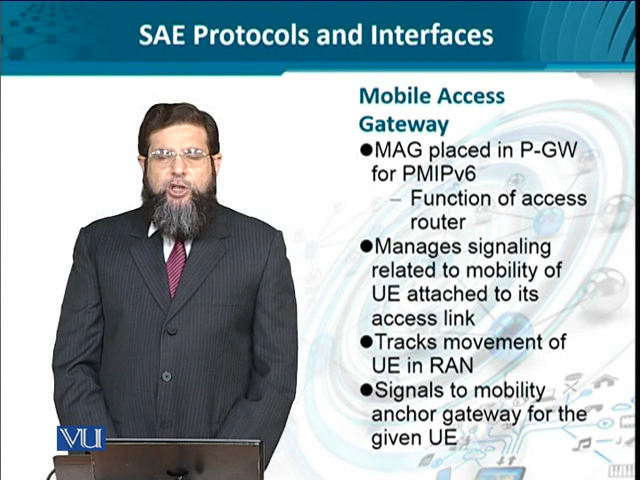 SAE Protocols and Interfaces
Mobile Access
Gateway
●MAG placed in P-GW
for PMIPv6
– Function of access
router
●Manages signaling
related to mobility of
UE attached to its
access link
●Tracks movement of
UE in RAN
●Signals to mobility
anchor gateway for the
given UE
VU